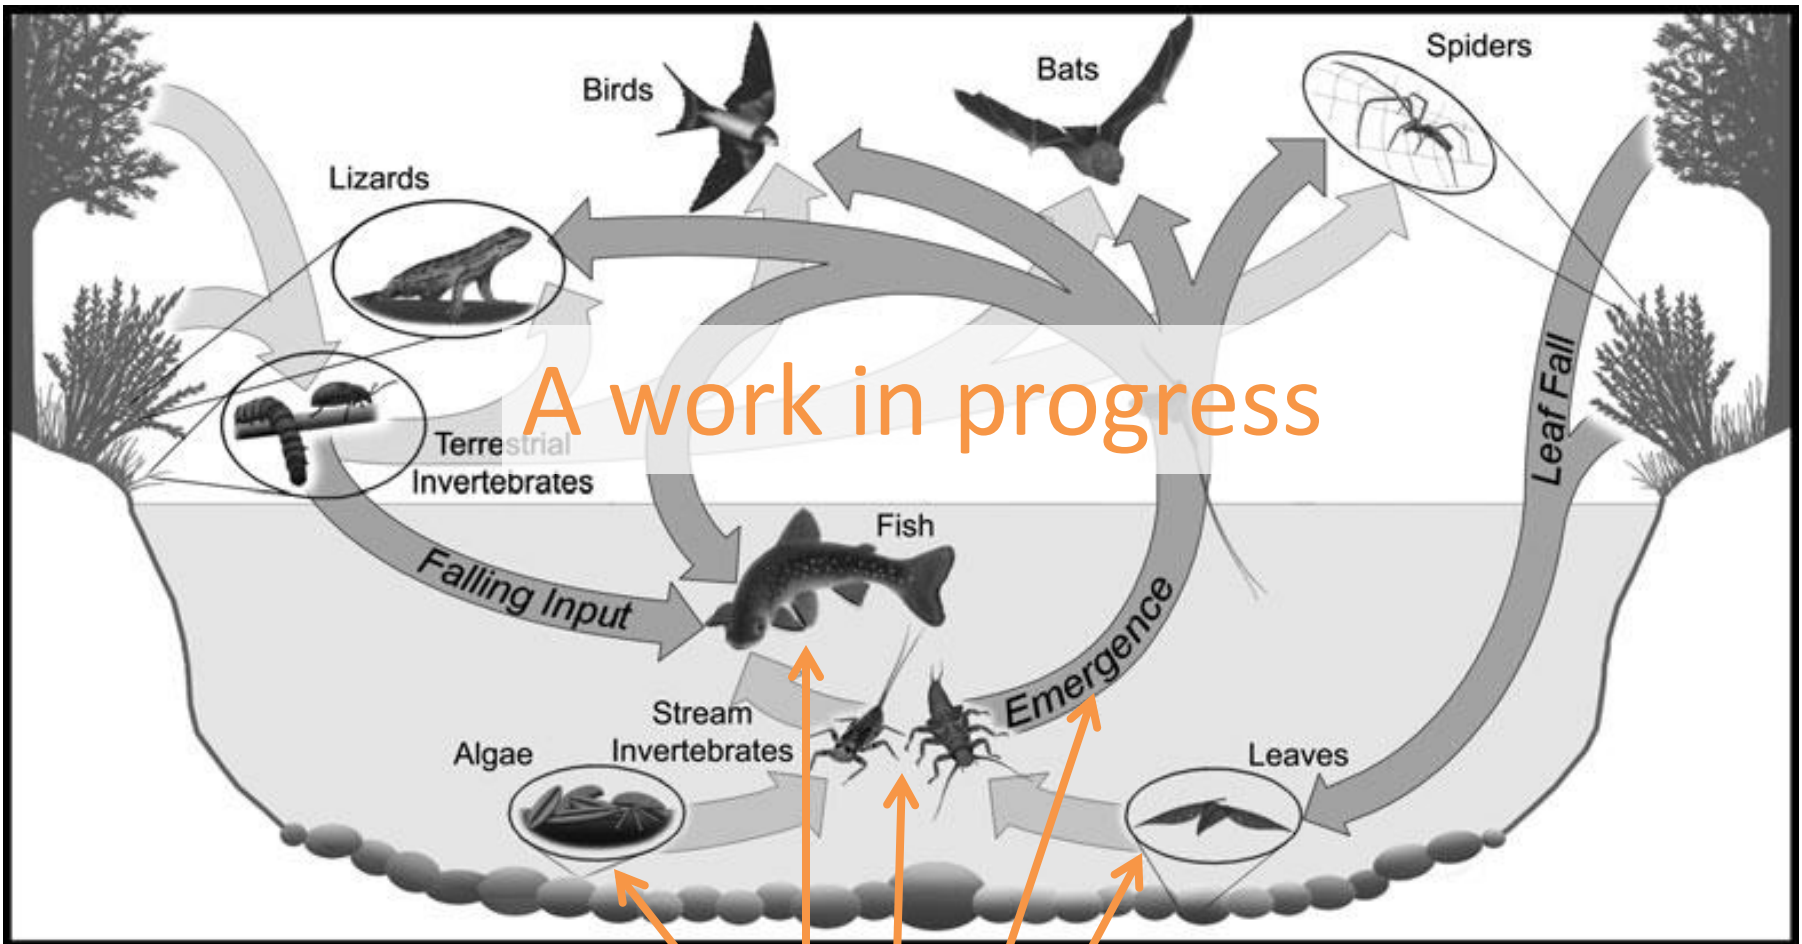 Spiders
Bats
Birds
Lizards
A work in progress
Leaf Fall
Terrestrial
Invertebrates
Fish
Falling Input
Emergence
Stream
Invertebrates
Algae
Leaves